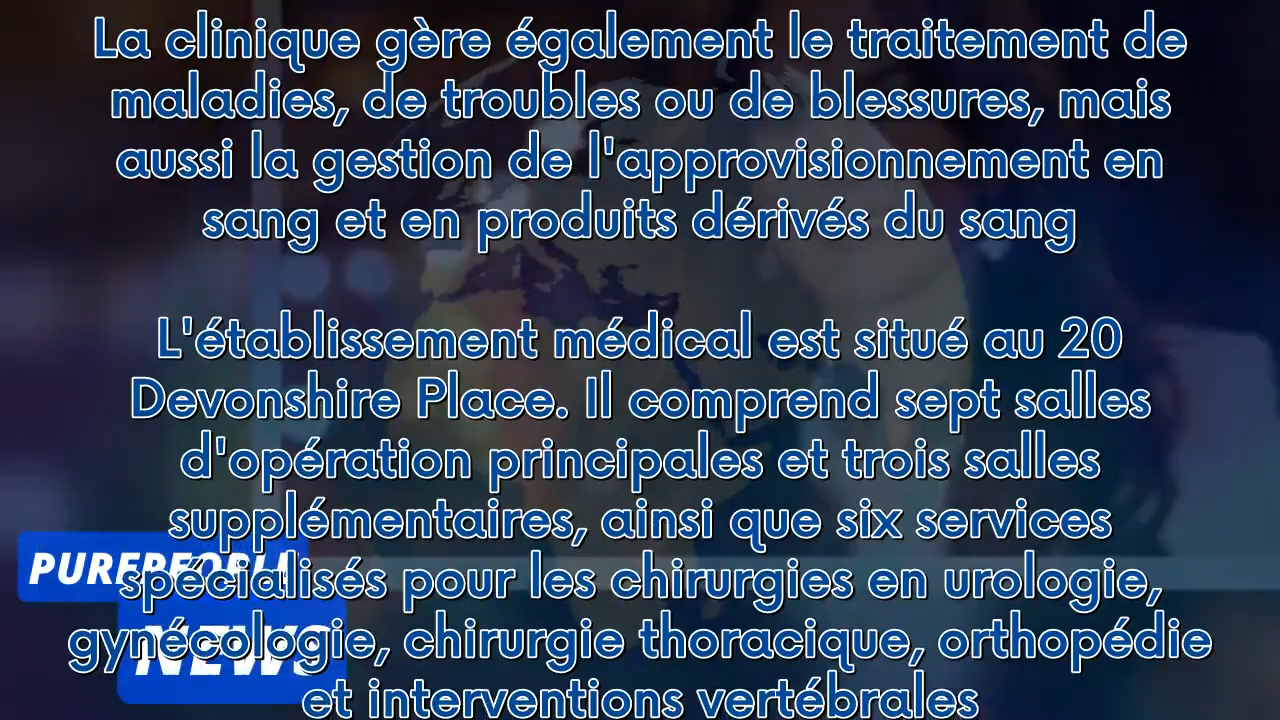 La clinique gère également le traitement de
maladies, de troubles ou de blessures, mais
aussi la gestion de l'approvisionnement en
sang et en produits dérivés du sang
L'établissement médical est situé au 20
Devonshire Place. Il comprend sept salles
d'opération principales et trois salles
supplémentaires, ainsi que six services
spécialisés pour les chirurgies en urologie,
gynécologie, chirurgie thoracique, orthopédie
et interventions vertébrales
NEWS